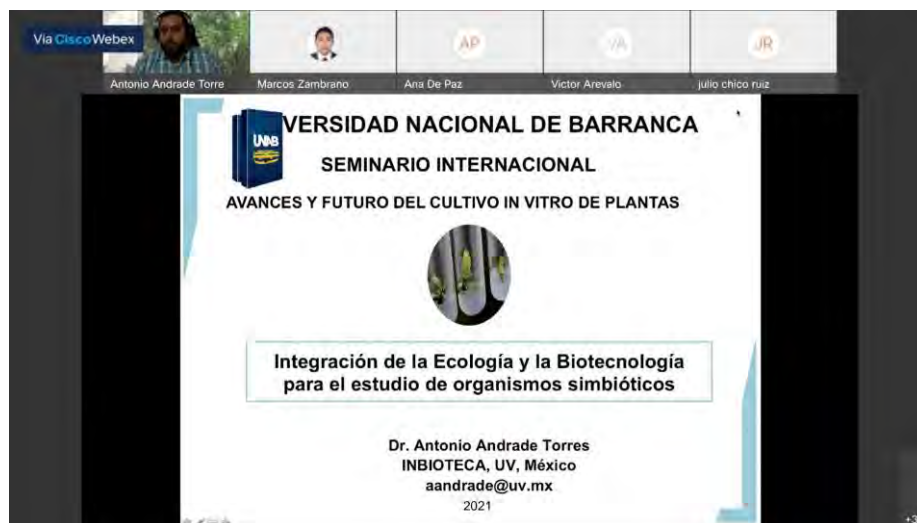 Via Cisco Webex
AP
VA
JR
Antonio Andrade Torre
Marcos Zambrano
Ana De Paz
Victor Arevalo
julio chico ruiz
UNAB
VERSIDAD NACIONAL DE BARRANCA
SEMINARIO INTERNACIONAL
AVANCES Y FUTURO DEL CULTIVO IN VITRO DE PLANTAS
Integración de la Ecología y la Biotecnología
para el estudio de organismos simbióticos
Dr. Antonio Andrade Torres
INBIOTECA, UV, México
aandrade@uv.mx
2021